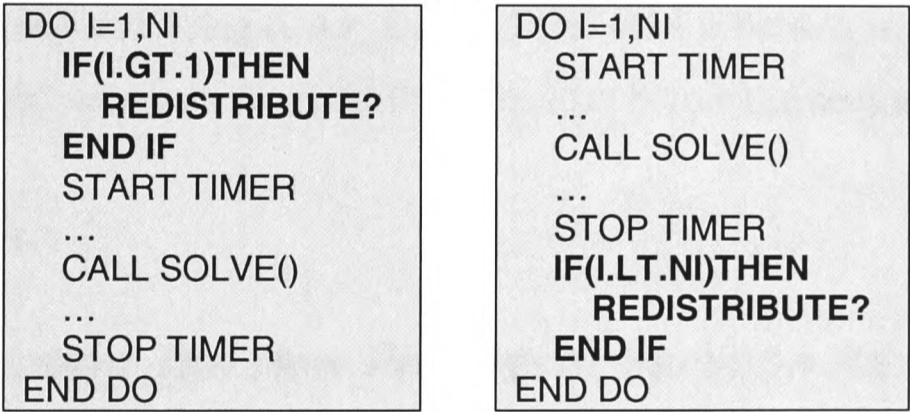 DO I=1,NI
IF(I.GT.1)THEN
REDISTRIBUTE?
END IF
START TIMER
...
CALL SOLVE()
...
STOP TIMER
END DO
DO I=1,NI
START TIMER
...
CALL SOLVE()
...
STOP TIMER
IF(I.LT.NI)THEN
REDISTRIBUTE?
END IF
END DO